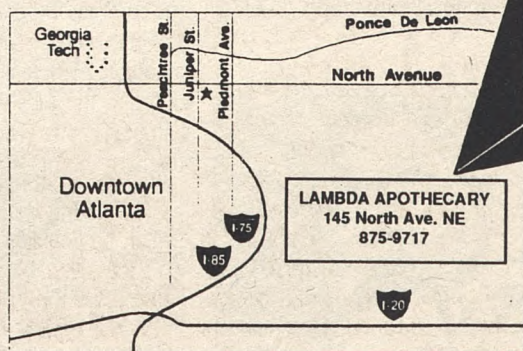 Ponce De Leon
Georgia
Tech
Peachtree St.
Juniper St.
Piedmont Ave
North Avenue
Downtown
Atlanta
LAMBDA APOTHECARY
145 North Ave. NE
875-9717
I-75
I-85
I-20